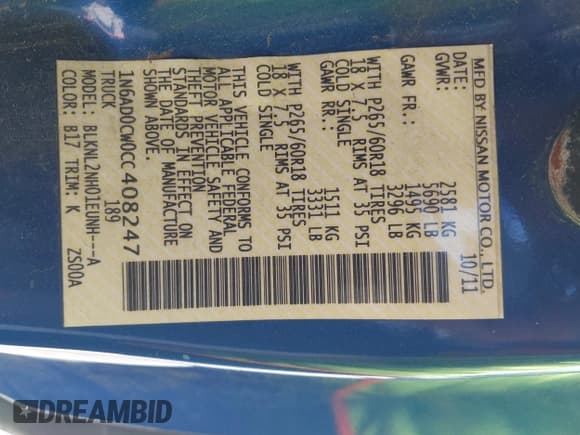 MFD BY NISSAN MOTOR CO., LTD.
DATE: 10/11
GVWR: 2581 KG
5690 LB
GAWR FR.: 1495 KG
3296 LB
WITH P265/60R18 TIRES
18 X 7.5 RIMS AT 35 PSI
COLD SINGLE
GAWR RR.: 1511 KG
3331 LB
WITH P265/60R18 TIRES
18 X 7.5 RIMS AT 35 PSI
COLD SINGLE
THIS VEHICLE CONFORMS TO
ALL APPLICABLE FEDERAL
MOTOR VEHICLE SAFETY AND
THEFT PREVENTION
STANDARDS IN EFFECT ON
THE DATE OF MANUFACTURE
SHOWN ABOVE.
1N6AD0CW0CC408247
TRUCK 189
BLKNL2NHO1EUNH---A
COLOR: B17 TRIM: K ZS00A
DREAMBID